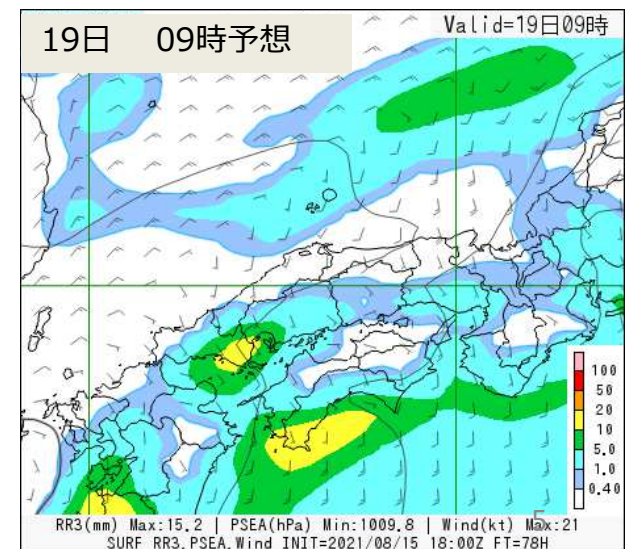 19日 09時予想
Valid=19日09時
100
50
20
10
5.0
1.0
0.40
5
RR3(mm) Max:15.2 | PSEA(hPa) Min:1009.8 | Wind(kt) Max:21
SURF RR3,PSEA,Wind INIT=2021/08/15 18:00Z FT=78H